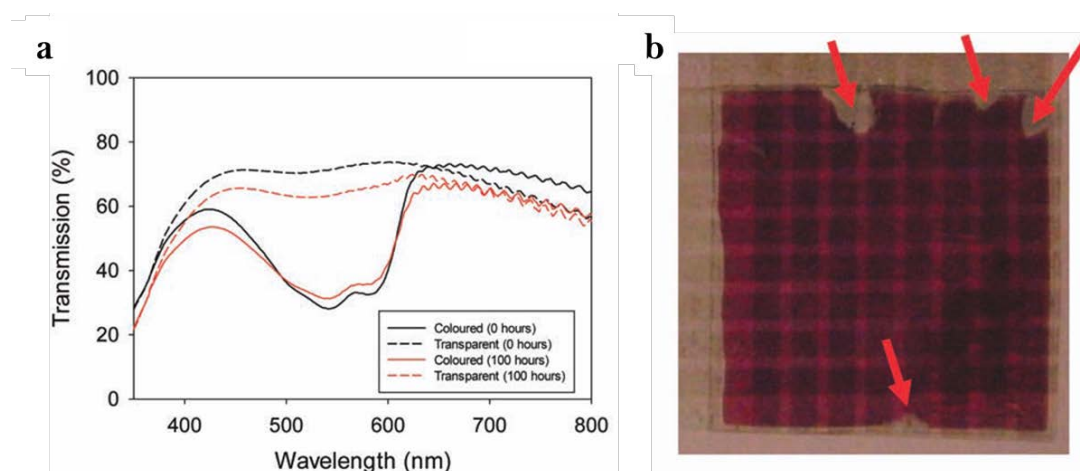 a
b
100
80
60
40
20
0
Transmission (%)
Coloured (0 hours)
Transparent (0 hours)
Coloured (100 hours)
Transparent (100 hours)
400
500
600
700
800
Wavelength (nm)